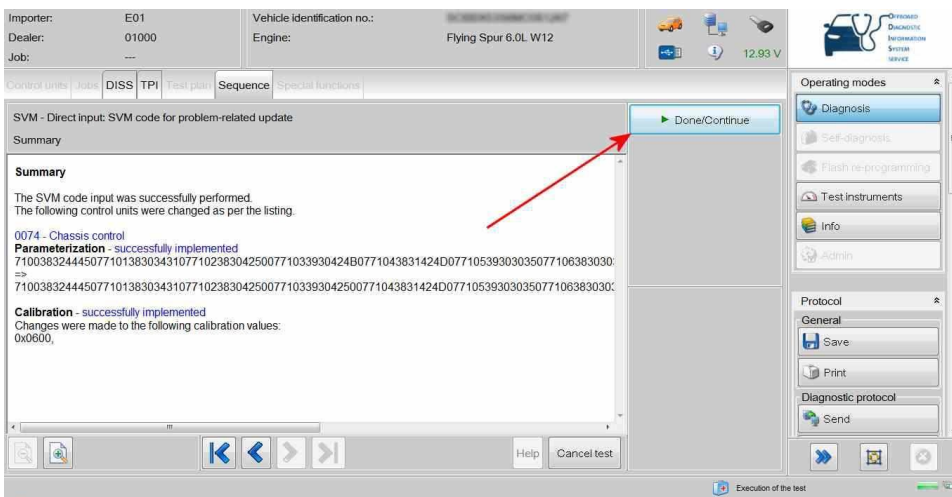 Importer: E01 Vehicle identification no.:
Dealer: 01000 Engine: Flying Spur 6.0L W12
Job: ---
12.93 V
OFFBOARD
DIAGNOSTIC
INFORMATION
SYSTEM
SERVICE
Control units Jobs DISS TPI Test plan Sequence Special functions
SVM - Direct input: SVM code for problem-related update
Summary
Done/Continue
Summary
The SVM code input was successfully performed.
The following control units were changed as per the listing.
0074 - Chassis control
Parameterization - successfully implemented
=>
Calibration - successfully implemented
Changes were made to the following calibration values:
0x0600,
Help
Cancel test
Operating modes
Diagnosis
Self-diagnosis
Flash re-programming
Test instruments
Info
Admin
Protocol
General
Save
Print
Diagnostic protocol
Send
Execution of the test